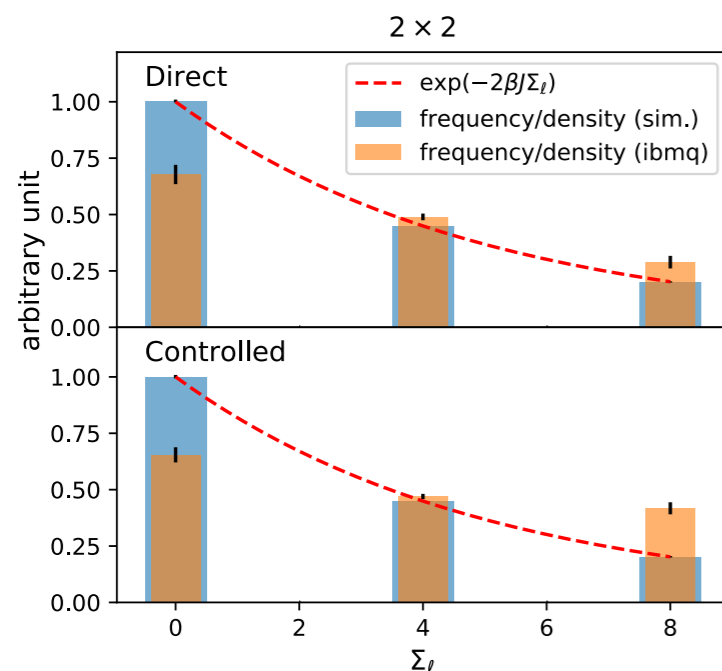 2 × 2
Direct
exp(−2βJΣℓ)
frequency/density (sim.)
frequency/density (ibmq)
1.00
0.75
0.50
0.25
0.00
arbitrary unit
Controlled
1.00
0.75
0.50
0.25
0.00
0 2 4 6 8
Σℓ